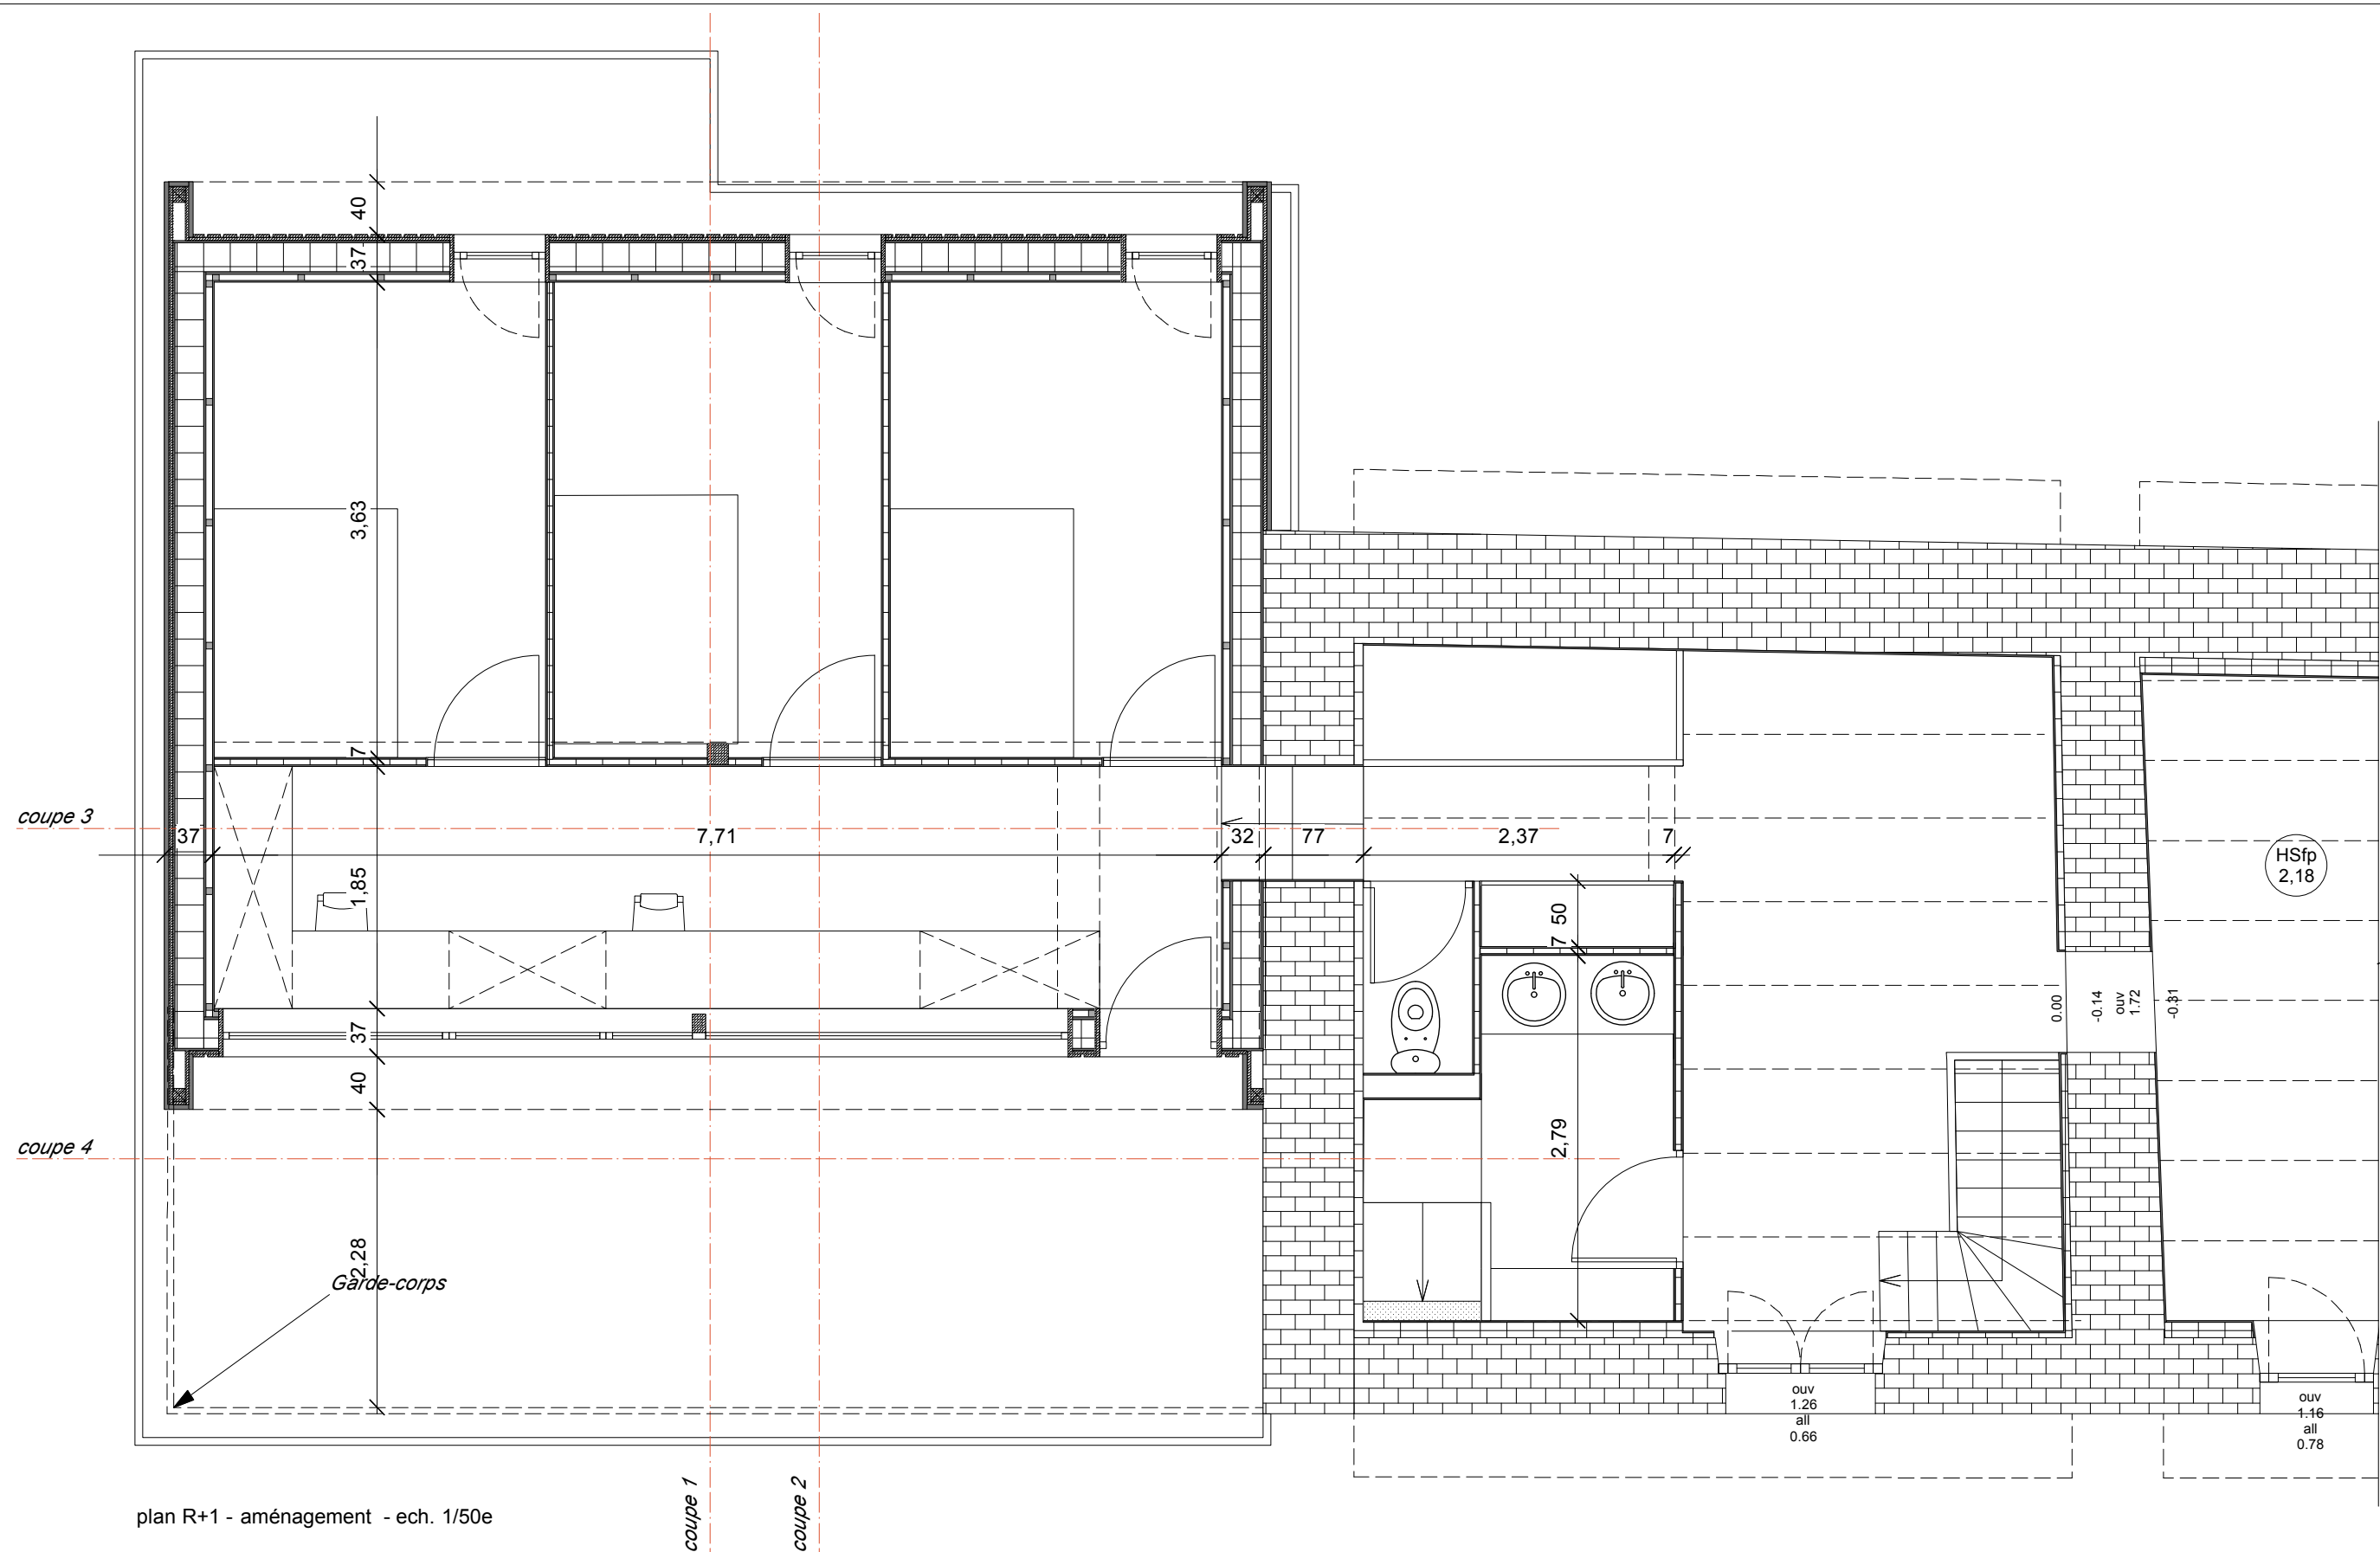 40
37
3,63
7
coupe 3
37
7,71
32
77
2,37
7
HSfp
2,18
1,85
50
7
0.00
-0.14
ouv
1.72
-0.31
37
40
coupe 4
2,79
2,28
Garde-corps
ouv
1.26
all
0.66
ouv
1.16
all
0.78
coupe 1
coupe 2
plan R+1 - aménagement - ech. 1/50e